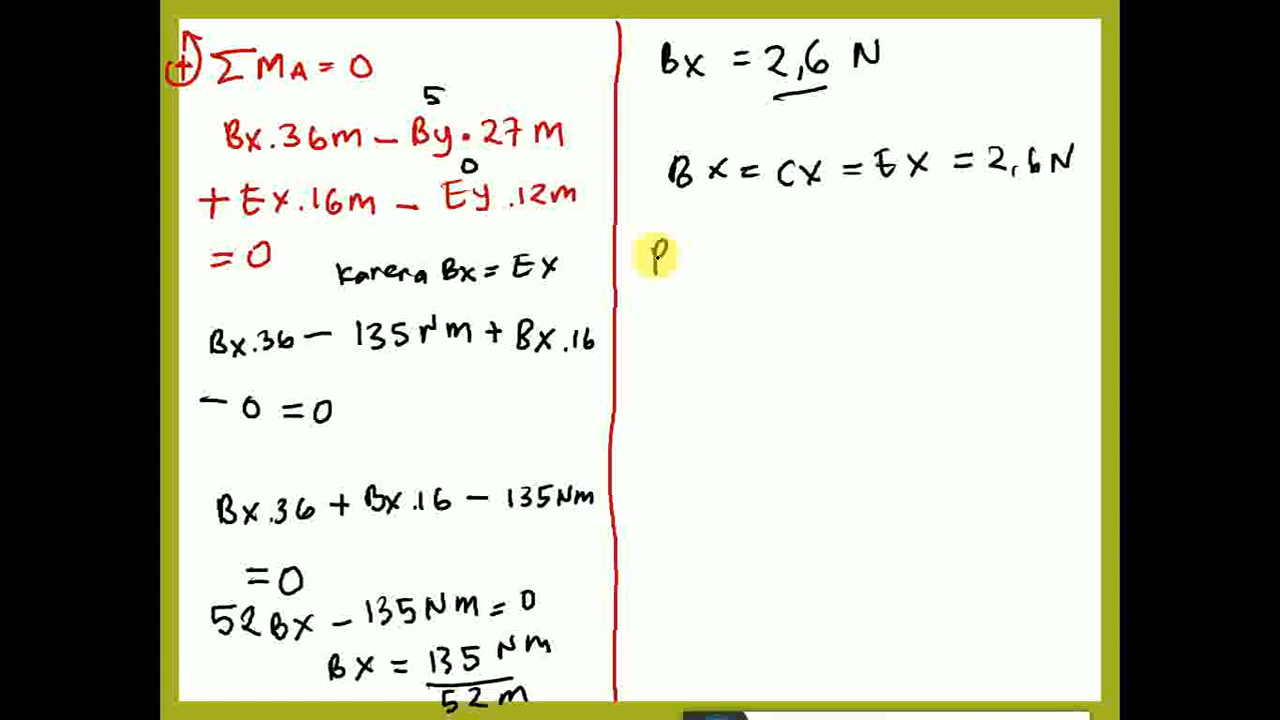 + ΣMA = 0
5
Bx.36m - By.27m
0
+ Ex.16m - Ey.12m
= 0
karena Bx = Ex
Bx.36 - 135 Nm + Bx.16
- 0 = 0
Bx.36 + Bx.16 - 135Nm
= 0
52Bx - 135Nm = 0
Bx = 135 Nm
52 m
Bx = 2,6 N
Bx = Cx = Ex = 2,6 N
P